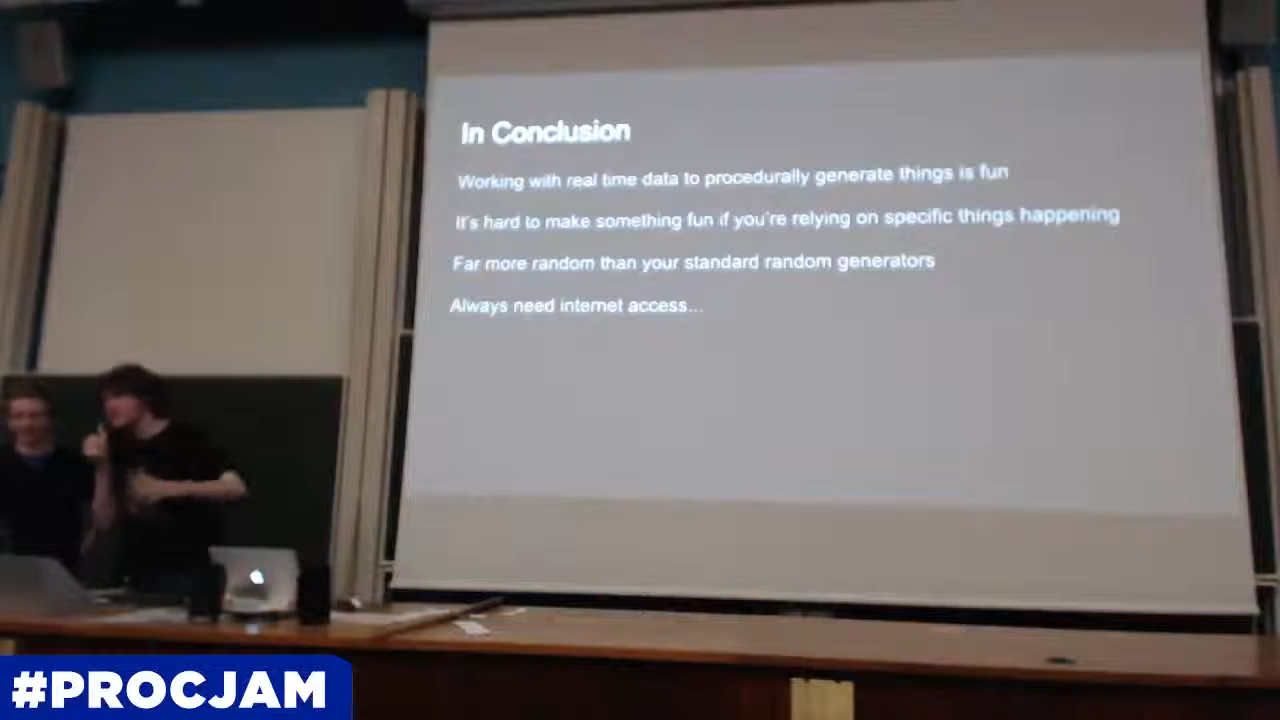 In Conclusion
Working with real time data to procedurally generate things is fun
It's hard to make something fun if you're relying on specific things happening
Far more random than your standard random generators
Always need internet access...
#PROCJAM